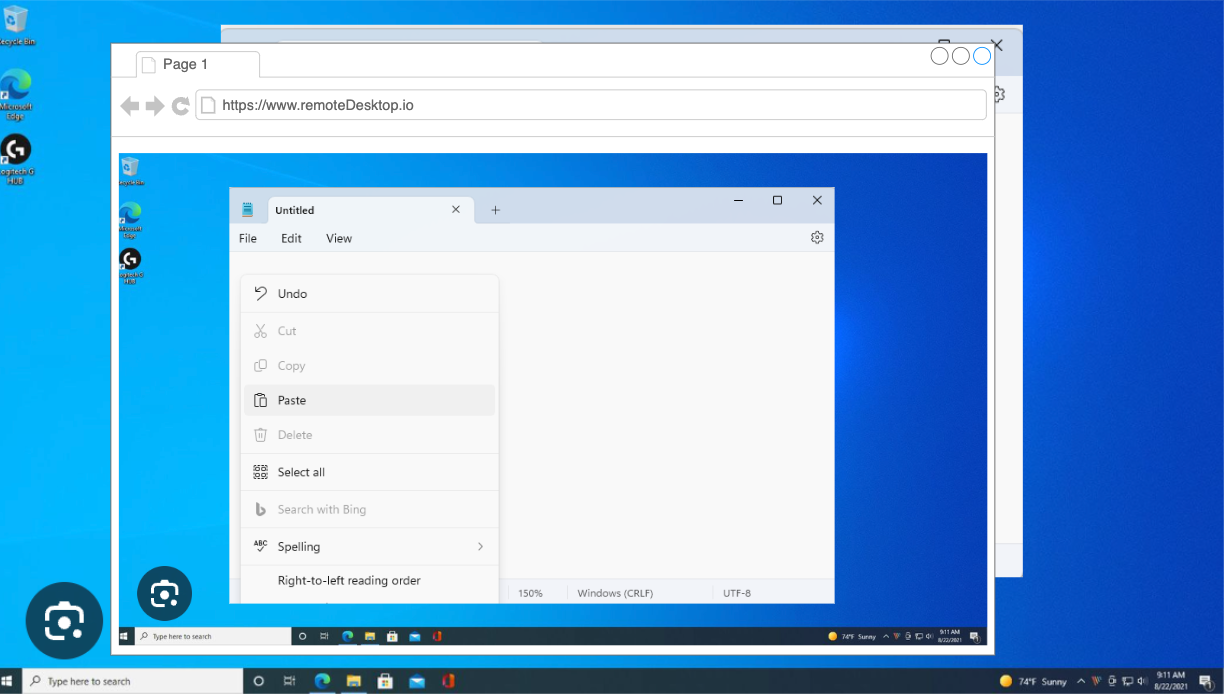 Recycle Bin
Microsoft
Edge
Logitech G
HUB
Page 1
https://www.remoteDesktop.io
Recycle Bin
Microsoft
Edge
Logitech G
HUB
Untitled
File Edit View
Undo
Cut
Copy
Paste
Delete
Select all
Search with Bing
ABC Spelling
Right-to-left reading order
150% Windows (CRLF) UTF-8
Type here to search
74°F Sunny
9:11 AM
8/22/2021
Type here to search
74°F Sunny
9:11 AM
8/22/2021